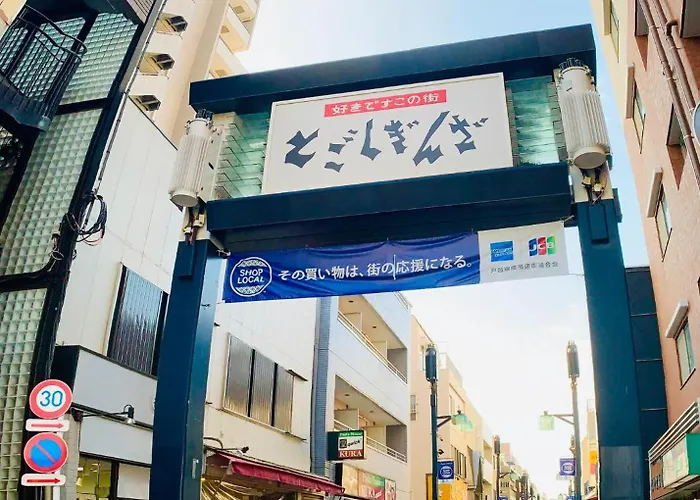 好きですこの街
とごしぎんざ
SHOP
LOCAL
その買い物は、街の応援になる。
AMERICAN EXPRESS
JCB
戸越銀座商店街連合会
30
KURA